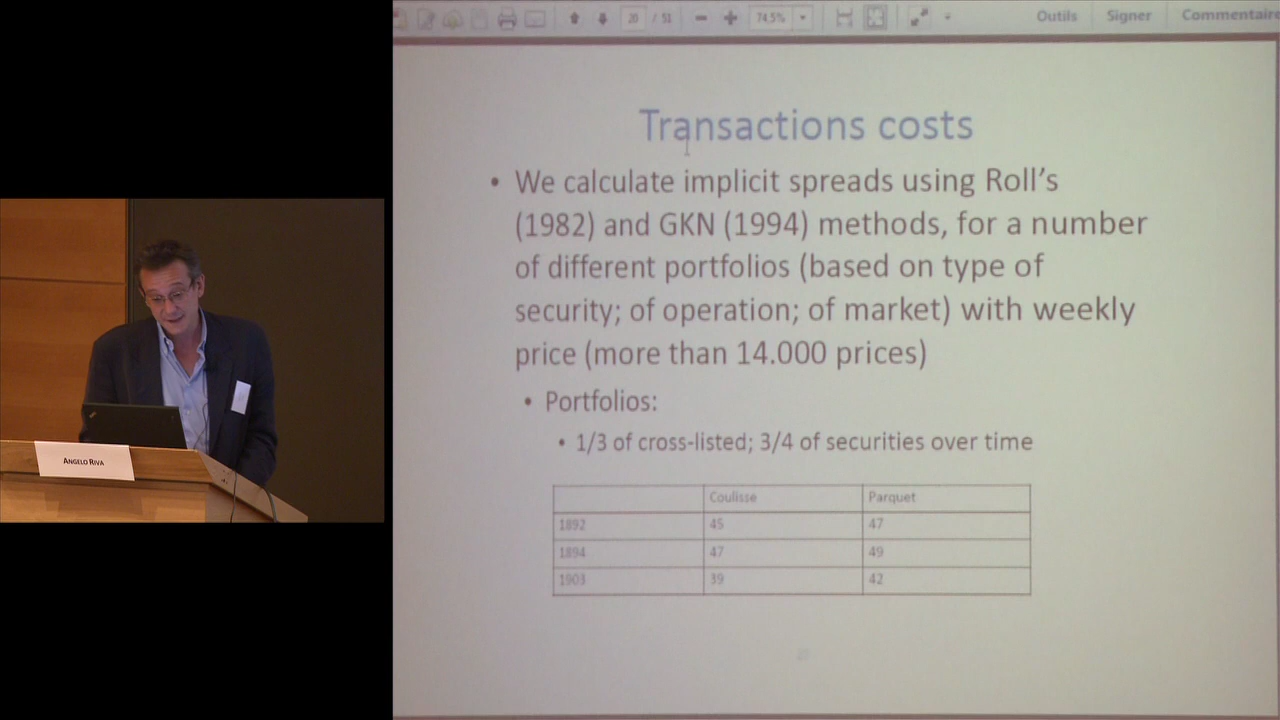 20 / 51
74.5%
Outils
Signer
Commentaire
Transactions costs
• We calculate implicit spreads using Roll's
(1982) and GKN (1994) methods, for a number
of different portfolios (based on type of
security; of operation; of market) with weekly
price (more than 14.000 prices)
• Portfolios:
• 1/3 of cross-listed; 3/4 of securities over time
Coulisse Parquet
1892 45 47
1894 47 49
1903 39 42
ANGELO RIVA